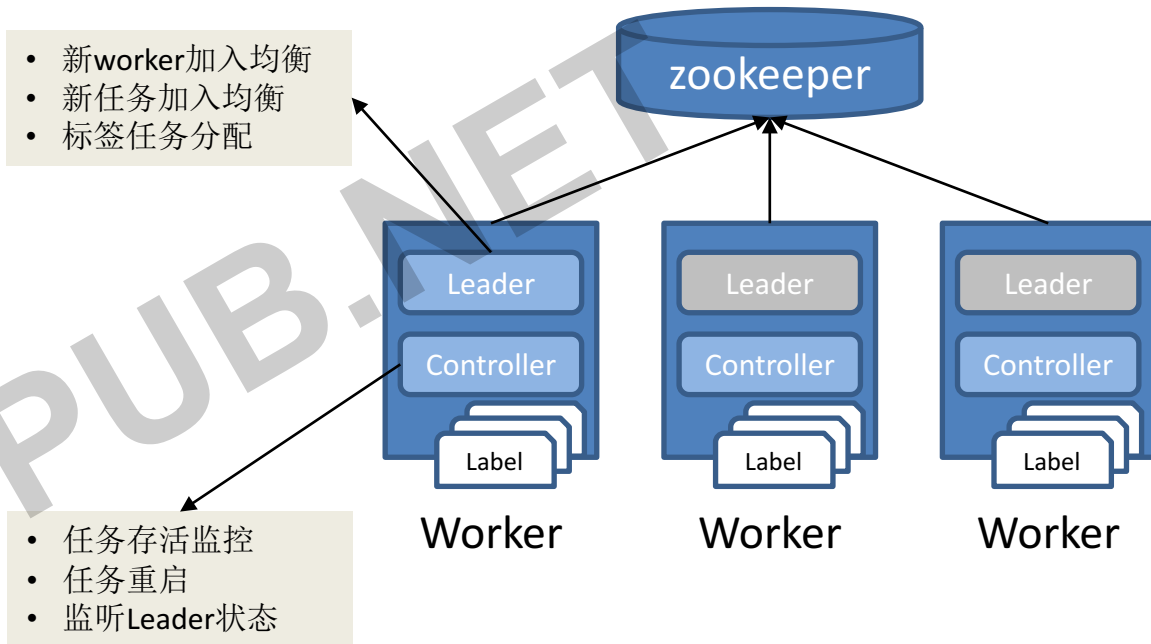 • 新worker加入均衡
• 新任务加入均衡
• 标签任务分配
zookeeper
Leader
Leader
Leader
Controller
Controller
Controller
Label
Label
Label
Worker
Worker
Worker
• 任务存活监控
• 任务重启
• 监听Leader状态
PUB.NET